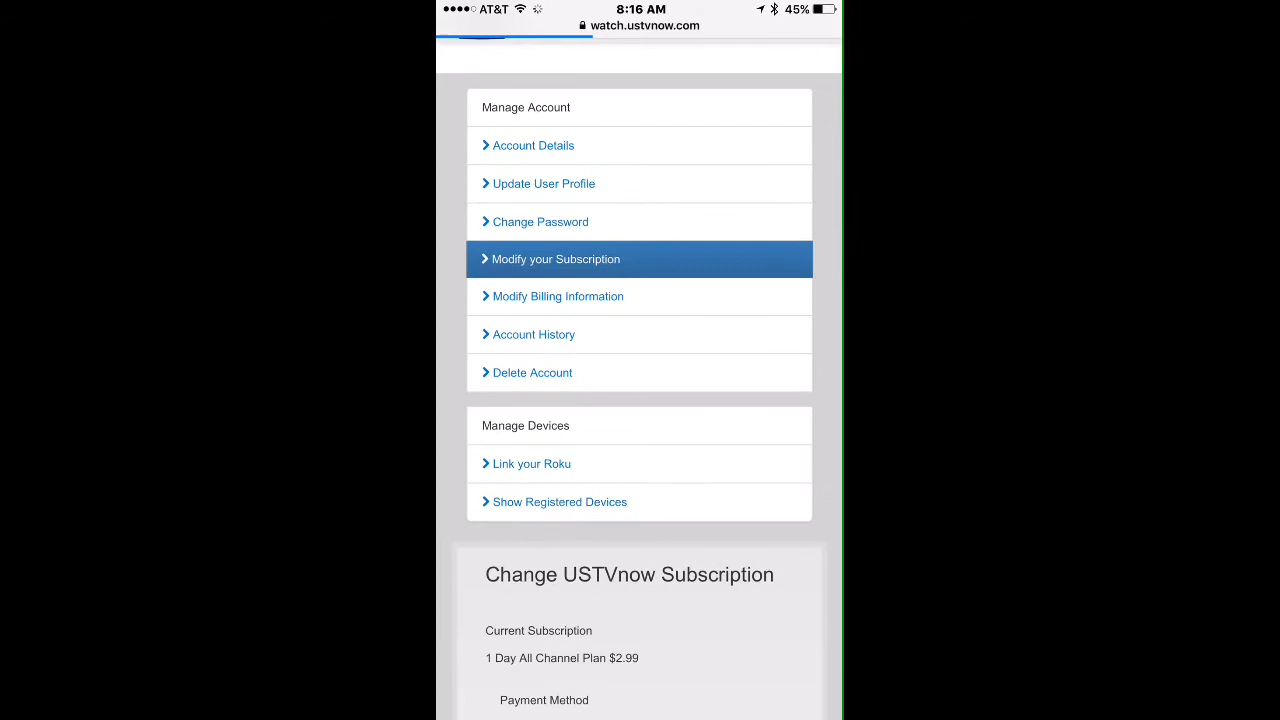 AT&T 8:16 AM 45%
watch.ustvnow.com
Manage Account
Account Details
Update User Profile
Change Password
Modify your Subscription
Modify Billing Information
Account History
Delete Account
Manage Devices
Link your Roku
Show Registered Devices
Change USTVnow Subscription
Current Subscription
1 Day All Channel Plan $2.99
Payment Method